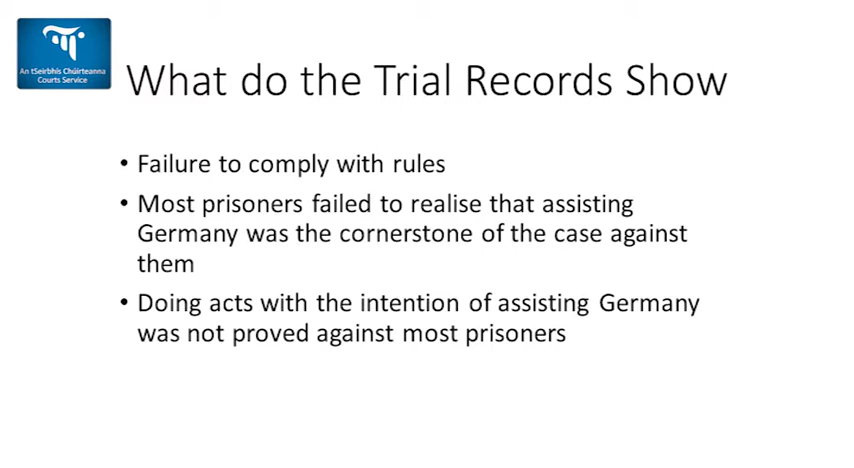 An tSeirbhís Chúirteanna
Courts Service
What do the Trial Records Show
• Failure to comply with rules
• Most prisoners failed to realise that assisting
Germany was the cornerstone of the case against
them
• Doing acts with the intention of assisting Germany
was not proved against most prisoners